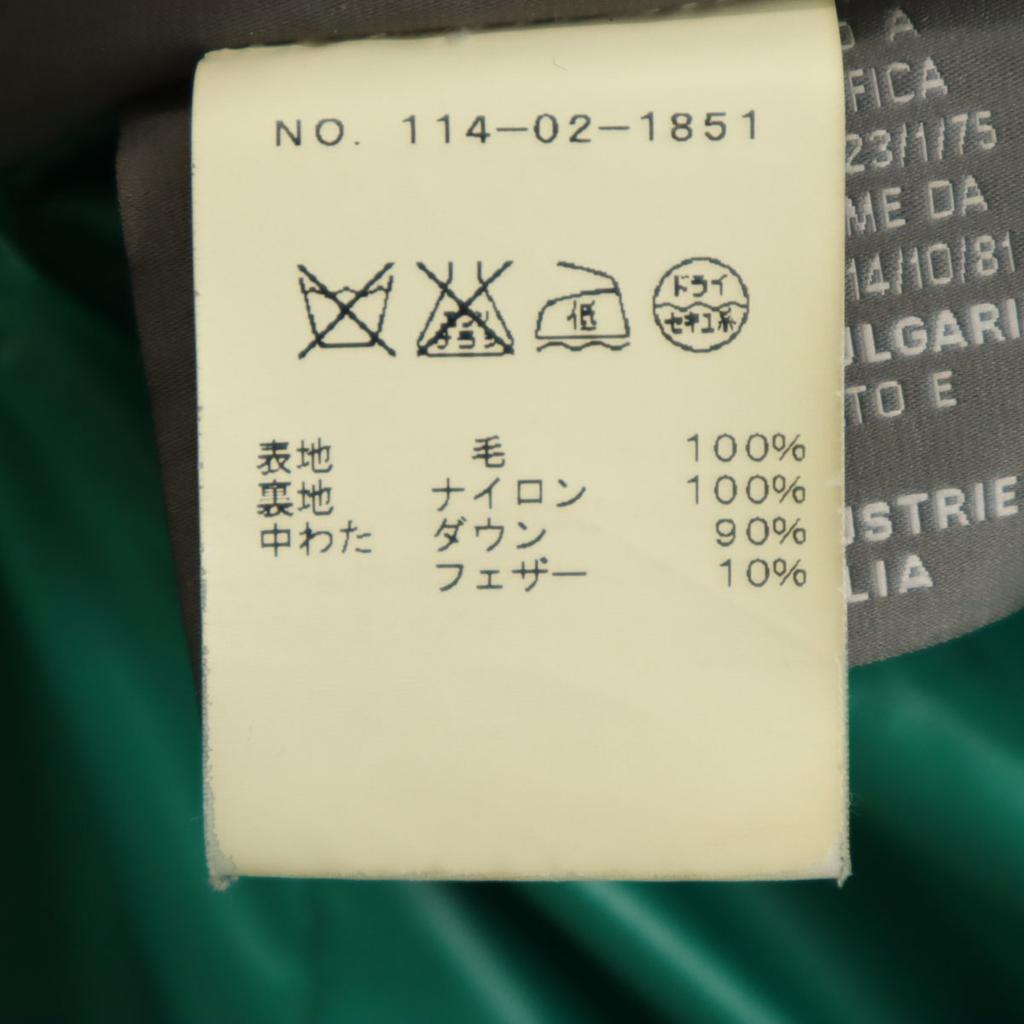 NO. 114-02-1851
低
ドライ
セキユ系
表地 毛 100%
裏地 ナイロン 100%
中わた ダウン 90%
フェザー 10%
A
FICA
23/1/75
ME DA
14/10/81
LGARI
TO E
USTRIE
LIA